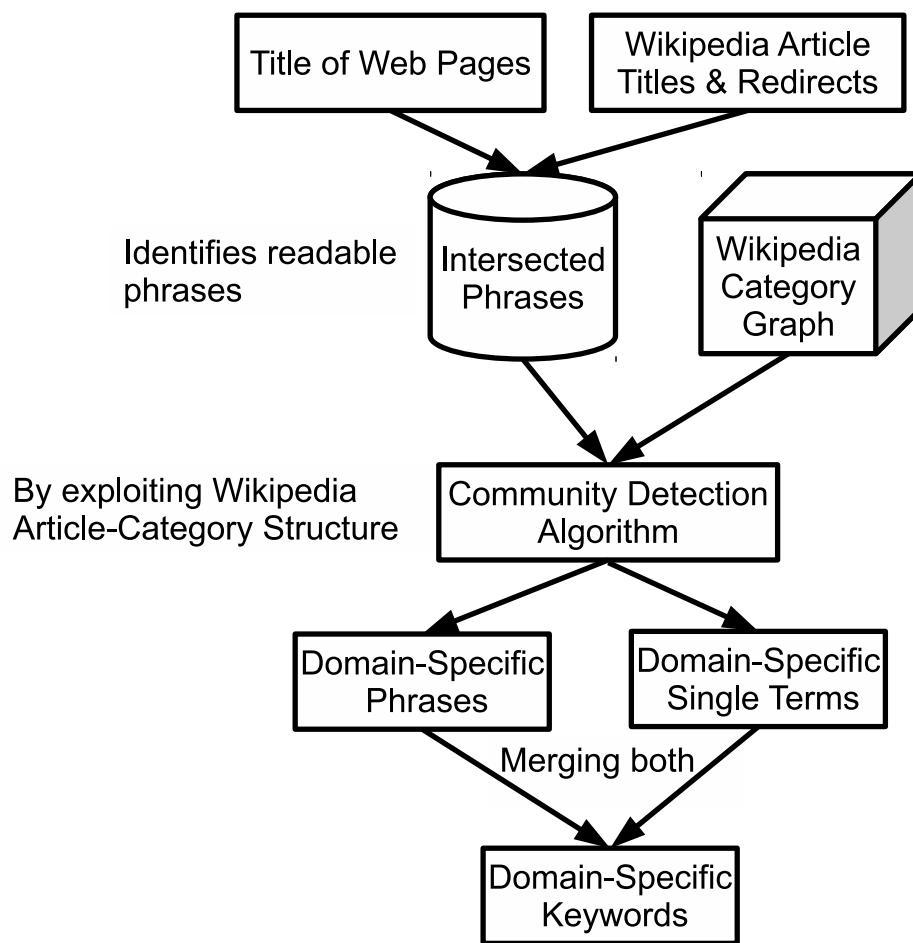 Title of Web Pages
Wikipedia Article
Titles & Redirects
Identifies readable
phrases
Intersected
Phrases
Wikipedia
Category
Graph
By exploiting Wikipedia
Article-Category Structure
Community Detection
Algorithm
Domain-Specific
Phrases
Domain-Specific
Single Terms
Merging both
Domain-Specific
Keywords